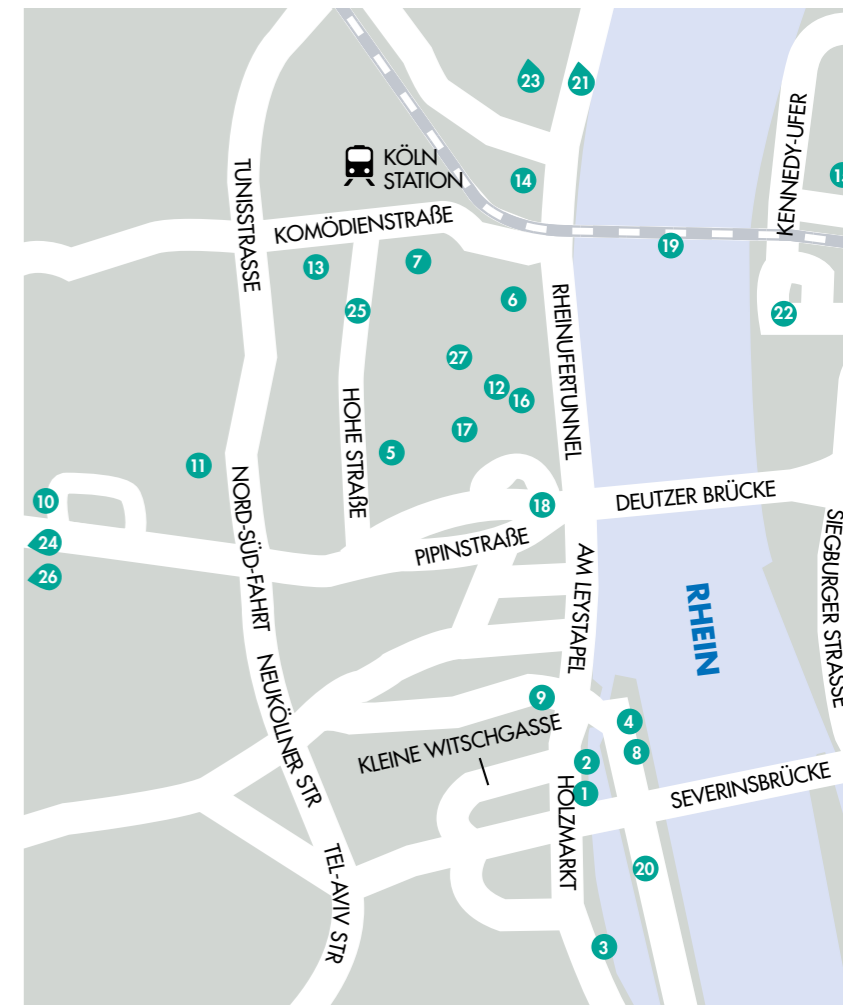 23
21
KENNEDY-UFER
KÖLN
STATION
14
TUNISSTRASSE
KOMÖDIENSTRAßE
13
7
19
25
6
RHEINUFERTUNNEL
22
27
12
16
HOHE STRAßE
17
5
11
10
NORD-SÜD-FAHRT
18
DEUTZER BRÜCKE
SIEGBURGER STRASSE
24
PIPINSTRAßE
26
AM LEYSTAPEL
RHEIN
NEUKÖLLNER STR
9
4
KLEINE WITSCHGASSE
2
8
1
HOLZMARKT
SEVERINSBRÜCKE
TEL-AVIV STR
20
3